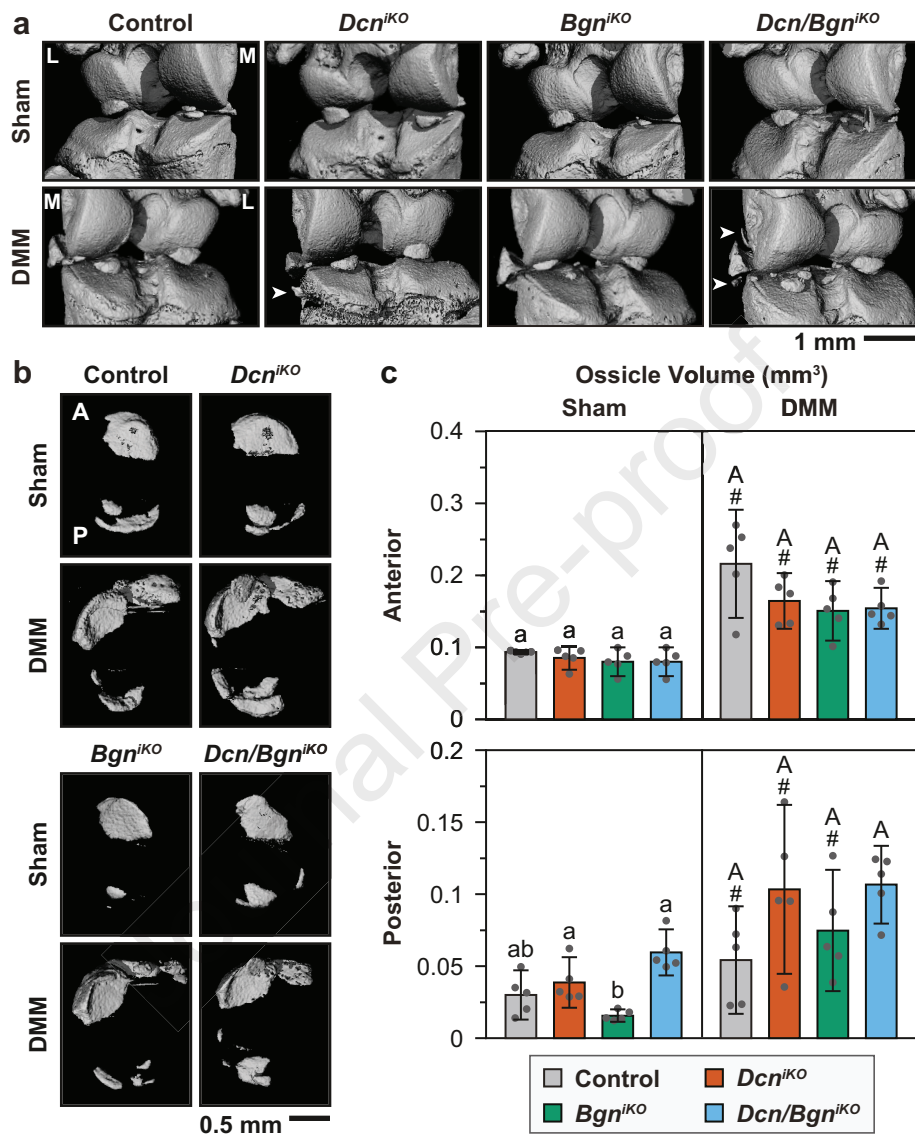 a
Control
Dcn^iKO
Bgn^iKO
Dcn/Bgn^iKO
Sham
L
M
DMM
M
L
1 mm
b
Control
Dcn^iKO
Sham
A
P
DMM
Bgn^iKO
Dcn/Bgn^iKO
Sham
DMM
0.5 mm
c
Ossicle Volume (mm³)
Sham
DMM
Anterior
0.4
0.3
0.2
0.1
0
a
a
a
a
A
#
A
#
A
#
A
#
Posterior
0.2
0.15
0.1
0.05
0
ab
a
b
a
A
#
A
#
A
#
A
Control
Dcn^iKO
Bgn^iKO
Dcn/Bgn^iKO
nal Pre-proof